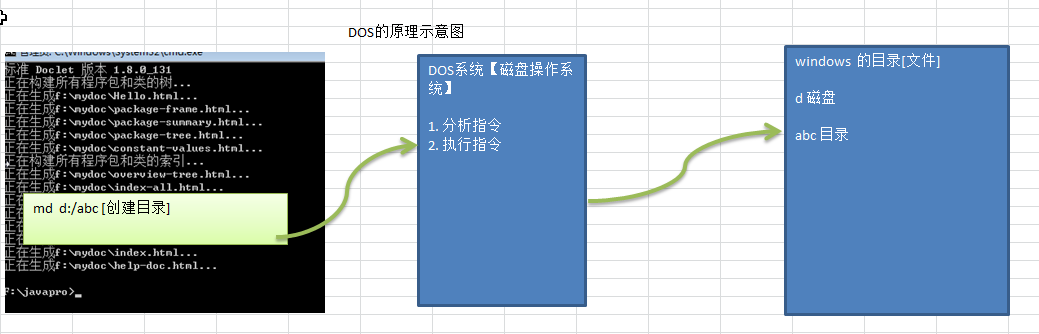 DOS的原理示意图
管理员: C:\Windows\System32\cmd.exe
标准 Doclet 版本 1.8.0_131
正在构建所有程序包和类的树...
正在生成f:\mydoc\Hello.html...
正在生成f:\mydoc\package-frame.html...
正在生成f:\mydoc\package-summary.html...
正在生成f:\mydoc\package-tree.html...
正在生成f:\mydoc\constant-values.html...
正在构建所有程序包和类的索引...
正在生成f:\mydoc\overview-tree.html...
正在生成f:\mydoc\index-all.html...
md d:/abc [创建目录]
正在生成f:\mydoc\index.html...
正在生成f:\mydoc\help-doc.html...
F:\javapro>_
DOS系统【磁盘操作系
统】
1. 分析指令
2. 执行指令
windows 的目录[文件]
d 磁盘
abc 目录